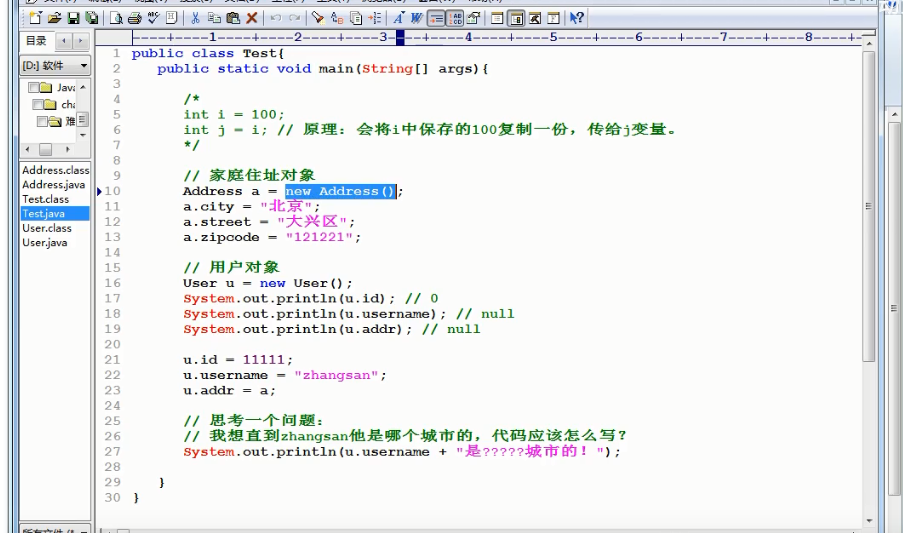 目录
----+----1----+----2----+----3----+----4----+----5----+----6----+----7----+----8----+-
[D:] 软件
Java
cha
Address.class
Address.java
Test.class
Test.java
User.class
User.java
1 public class Test{
2 public static void main(String[] args){
3
4 /*
5 int i = 100;
6 int j = i; // 原理：会将i中保存的100复制一份，传给j变量。
7 */
8
9 // 家庭住址对象
10 Address a = new Address();
11 a.city = "北京";
12 a.street = "大兴区";
13 a.zipcode = "121221";
14
15 // 用户对象
16 User u = new User();
17 System.out.println(u.id); // 0
18 System.out.println(u.username); // null
19 System.out.println(u.addr); // null
20
21 u.id = 11111;
22 u.username = "zhangsan";
23 u.addr = a;
24
25 // 思考一个问题：
26 // 我想直到zhangsan他是哪个城市的，代码应该怎么写？
27 System.out.println(u.username + "是?????城市的！");
28
29 }
30 }